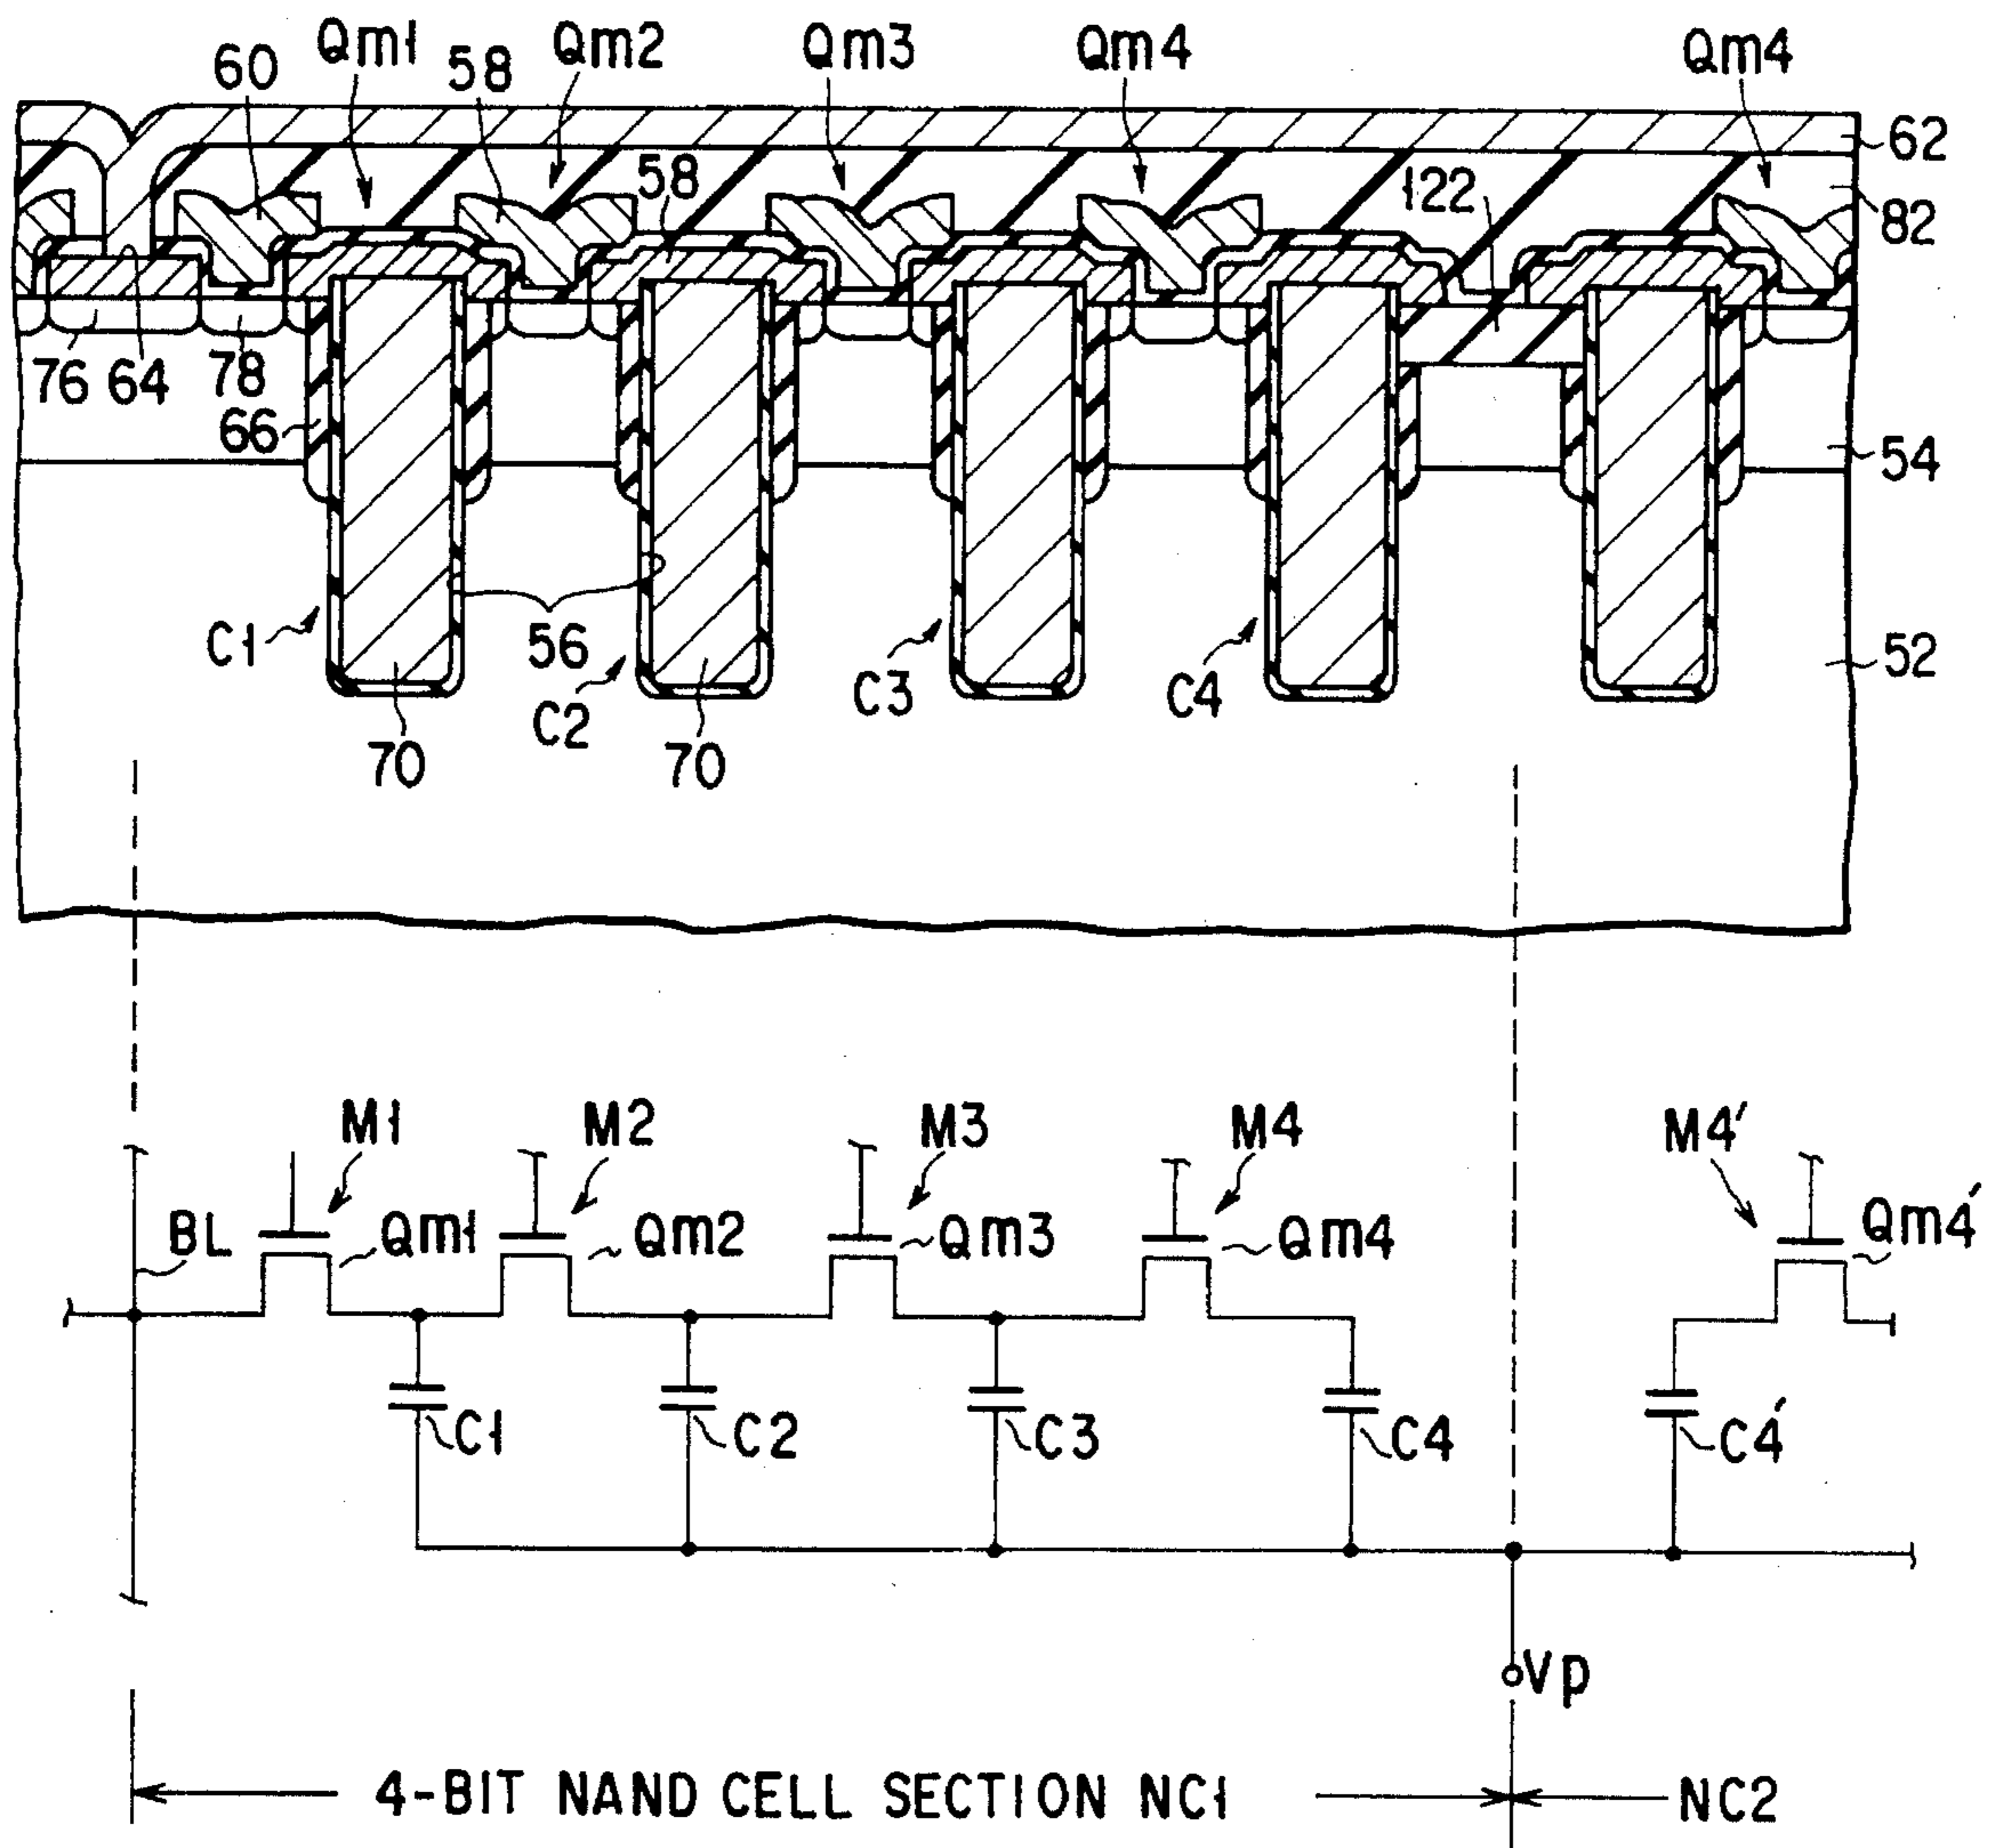 60 Qm1 58 Qm2 Qm3 Qm4 Qm4
62
58
122
82
76 64 78
66
54
C1 56 52
C2 C3 C4
70 70
M1 M2 M3 M4 M4′
BL Qm1 Qm2 Qm3 Qm4 Qm4′
C1 C2 C3 C4 C4′
Vp
4-BIT NAND CELL SECTION NC1 NC2